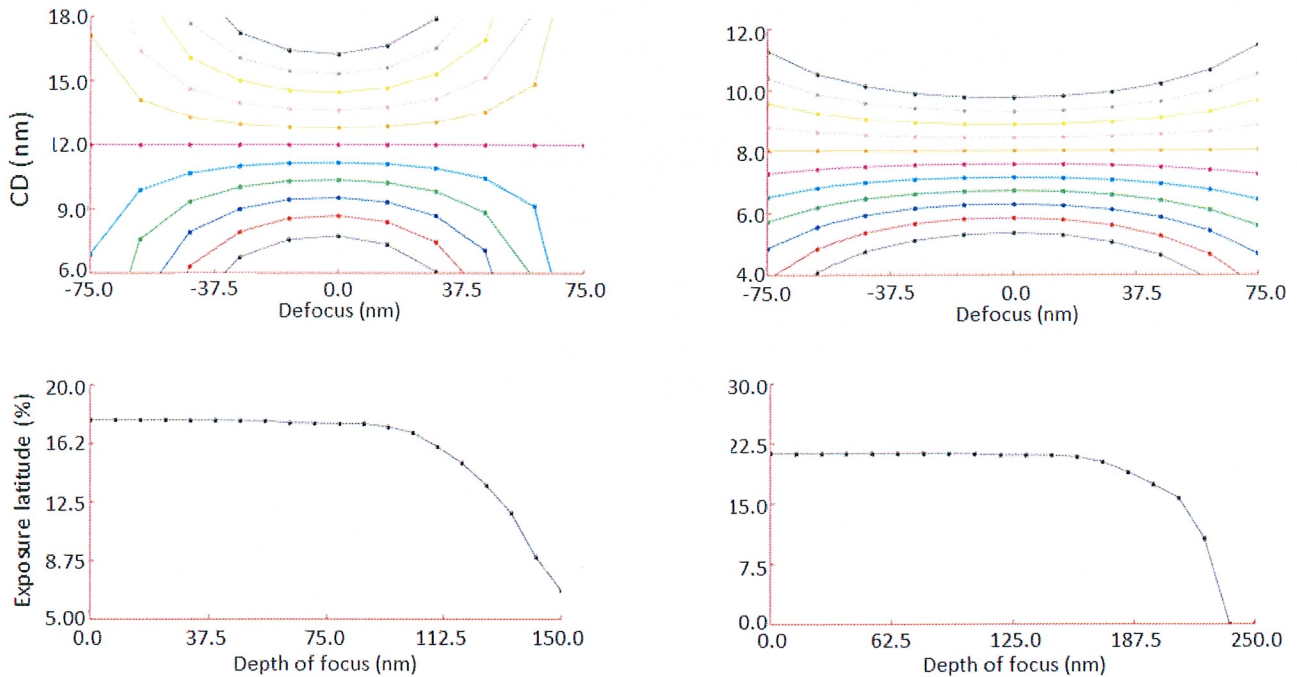 18.0
15.0
12.0
9.0
6.0
CD (nm)
-75.0 -37.5 0.0 37.5 75.0
Defocus (nm)
12.0
10.0
8.0
6.0
4.0
-75.0 -37.5 0.0 37.5 75.0
Defocus (nm)
20.0
16.2
12.5
8.75
5.00
Exposure latitude (%)
0.0 37.5 75.0 112.5 150.0
Depth of focus (nm)
30.0
22.5
15.0
7.5
0.0
0.0 62.5 125.0 187.5 250.0
Depth of focus (nm)